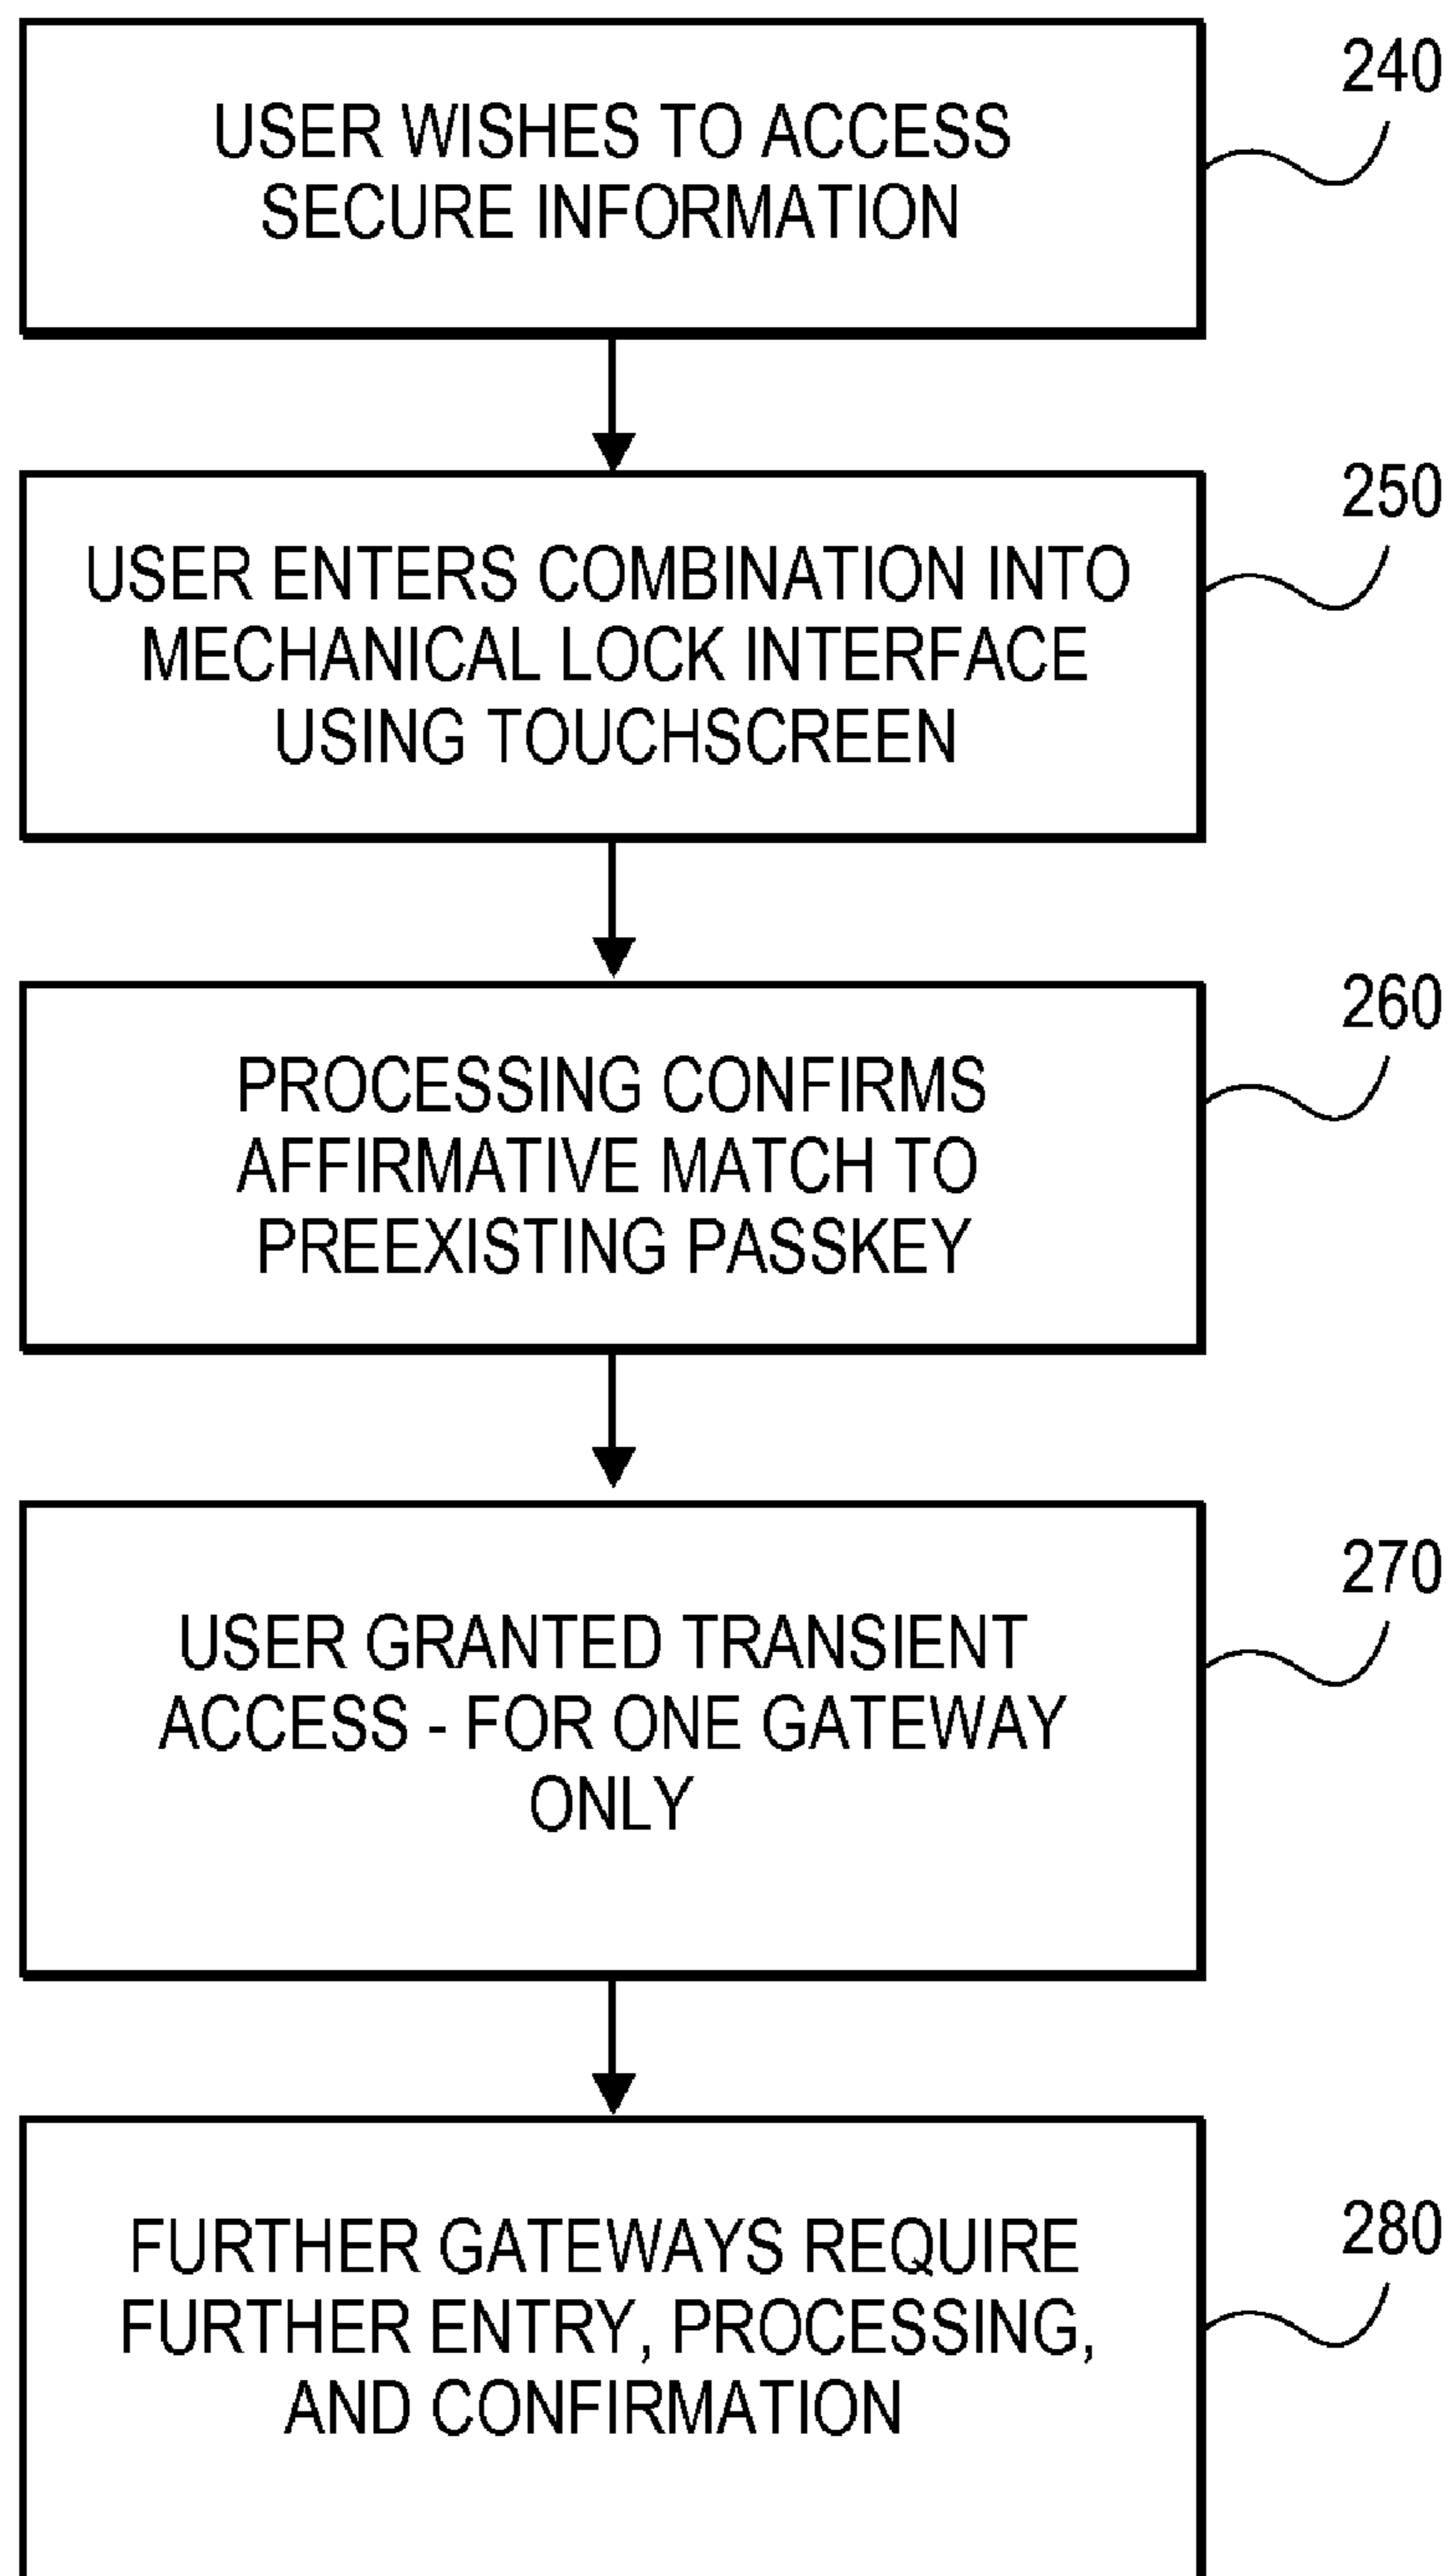 240
USER WISHES TO ACCESS
SECURE INFORMATION
250
USER ENTERS COMBINATION INTO
MECHANICAL LOCK INTERFACE
USING TOUCHSCREEN
260
PROCESSING CONFIRMS
AFFIRMATIVE MATCH TO
PREEXISTING PASSKEY
270
USER GRANTED TRANSIENT
ACCESS - FOR ONE GATEWAY
ONLY
280
FURTHER GATEWAYS REQUIRE
FURTHER ENTRY, PROCESSING,
AND CONFIRMATION